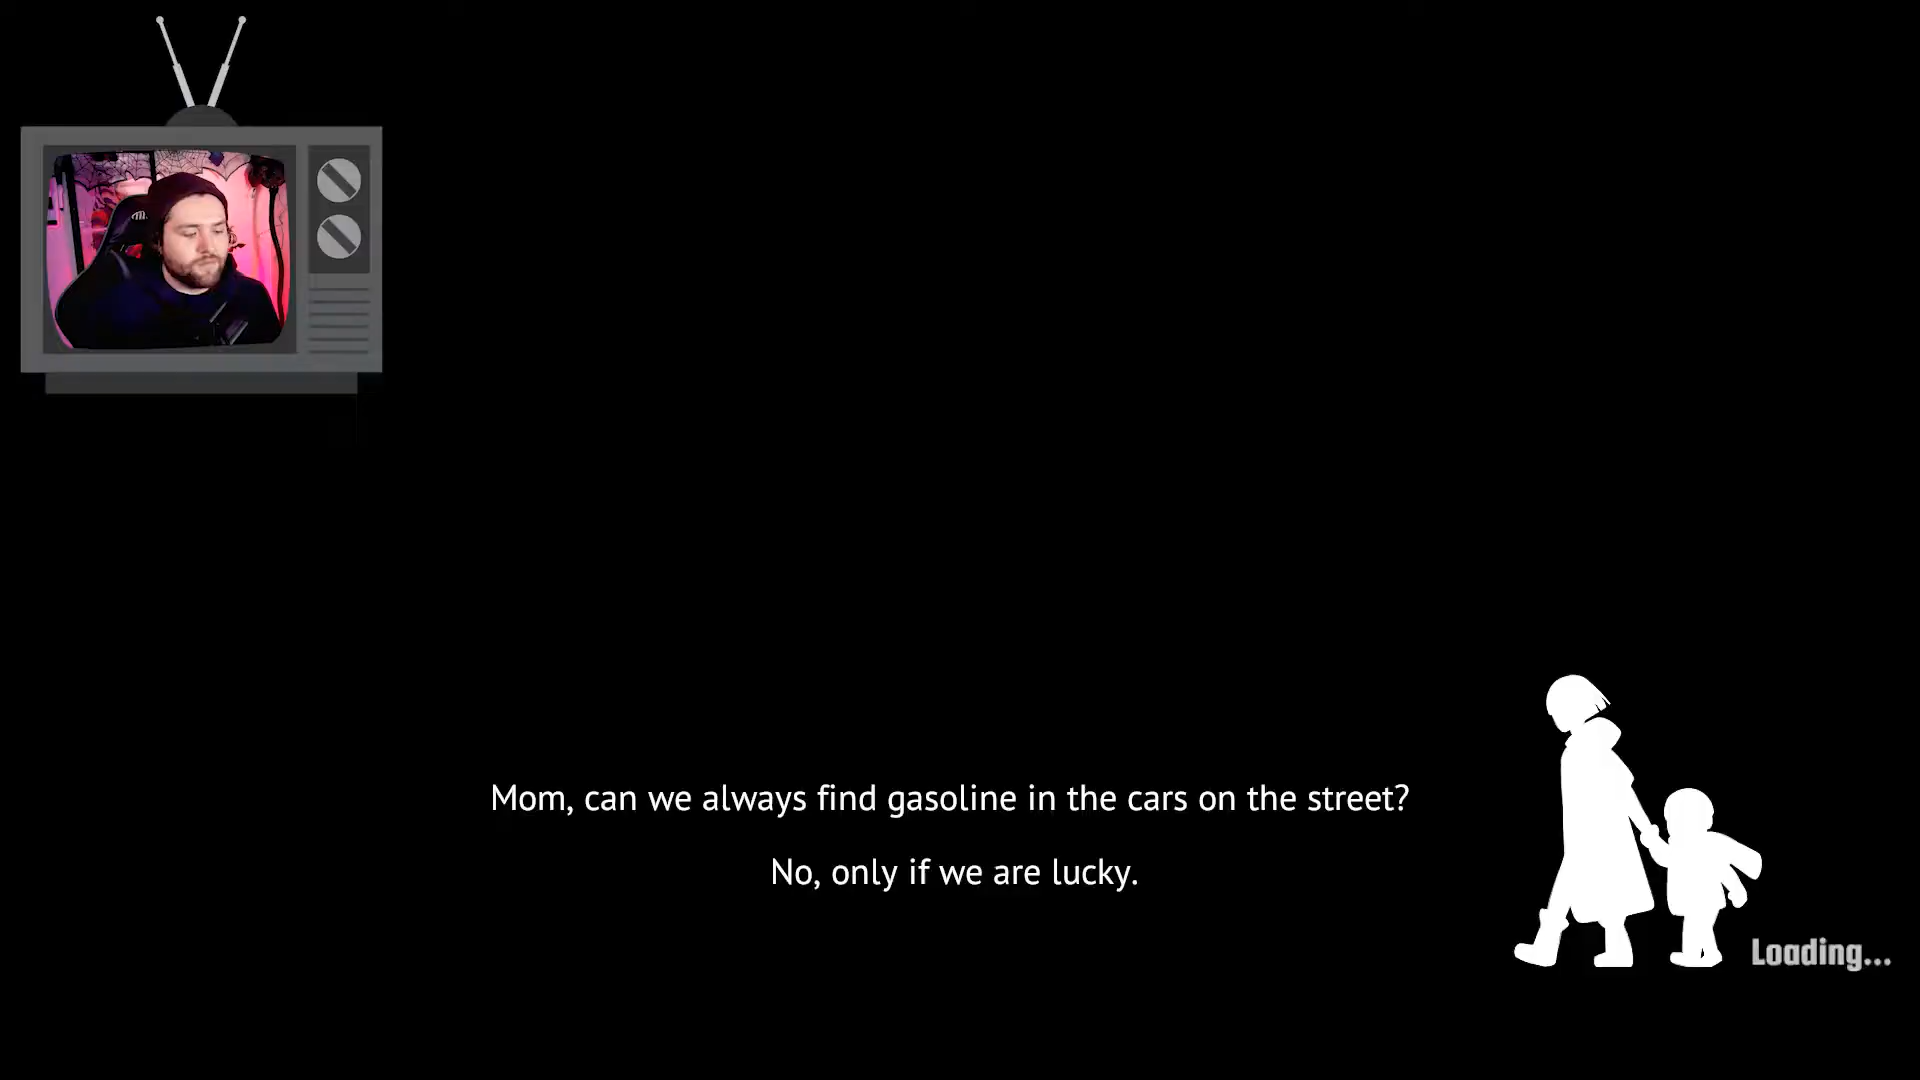 Mom, can we always find gasoline in the cars on the street?
No, only if we are lucky.
Loading...